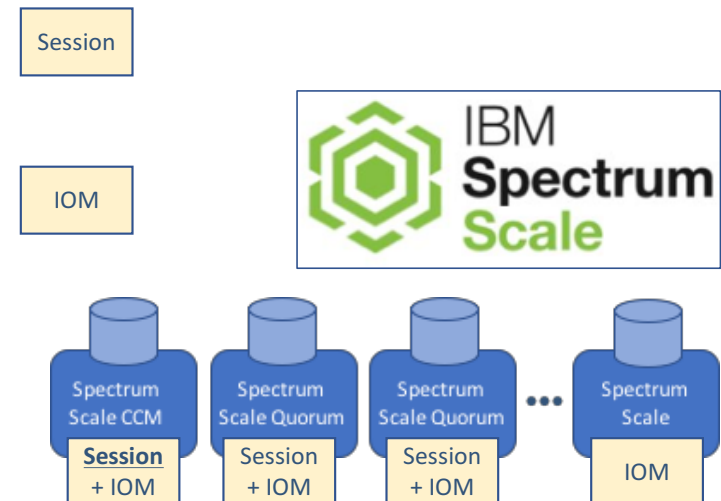 Session
IBM
Spectrum
Scale
IOM
Spectrum
Scale CCM
Spectrum
Scale Quorum
Spectrum
Scale Quorum
Spectrum
Scale
Session
+ IOM
Session
+ IOM
Session
+ IOM
IOM